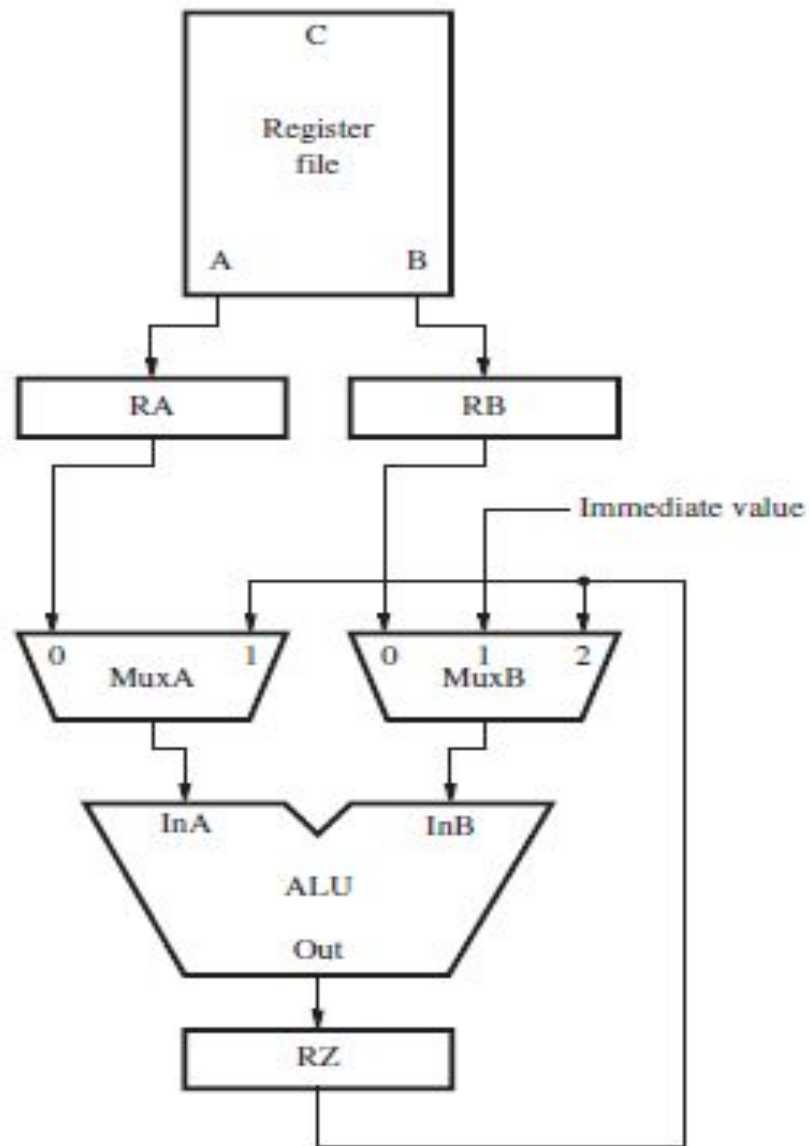 C
Register
file
A B
RA RB
Immediate value
0 1 0 1 2
MuxA MuxB
InA InB
ALU
Out
RZ